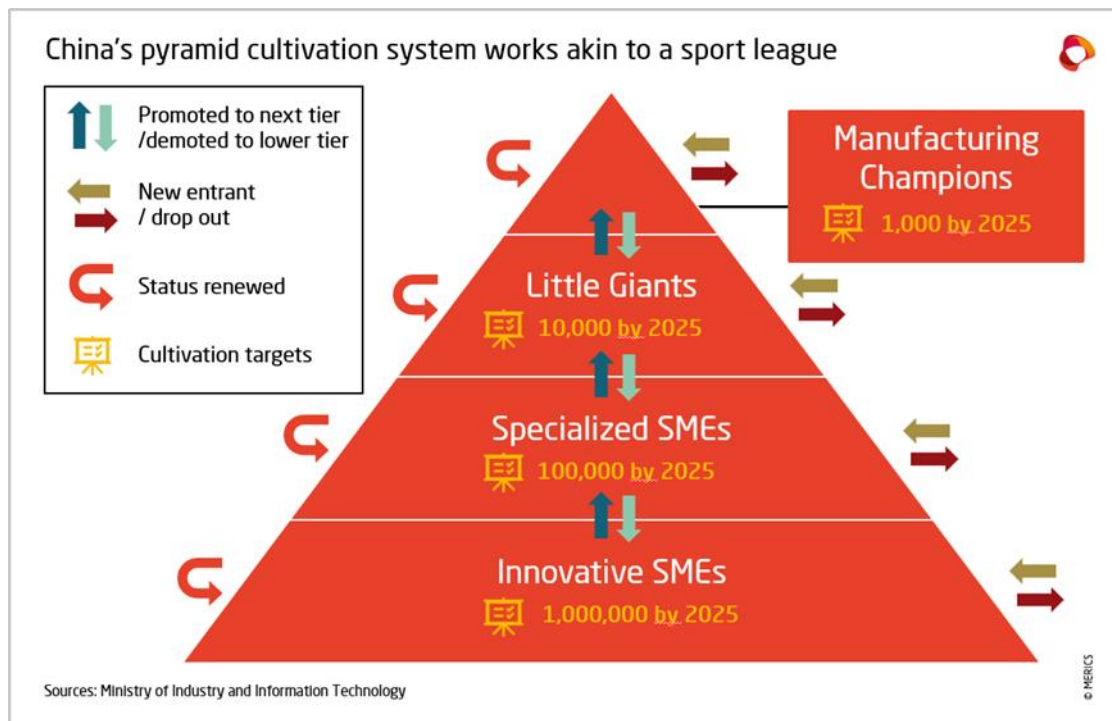 China's pyramid cultivation system works akin to a sport league
Promoted to next tier
/demoted to lower tier
New entrant
/ drop out
Status renewed
Cultivation targets
Manufacturing
Champions
1,000 by 2025
Little Giants
10,000 by 2025
Specialized SMEs
100,000 by 2025
Innovative SMEs
1,000,000 by 2025
Sources: Ministry of Industry and Information Technology
© MERICS